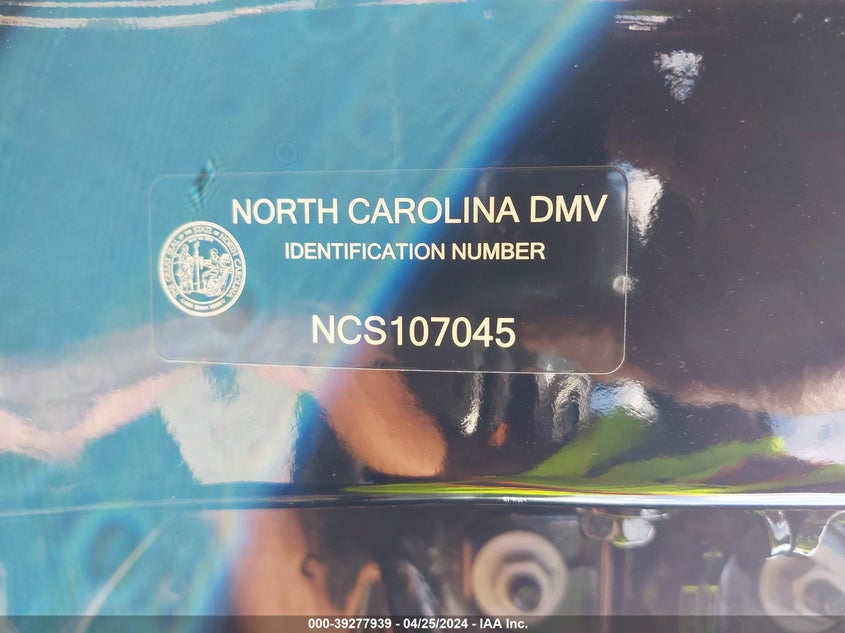 NORTH CAROLINA DMV
IDENTIFICATION NUMBER
NCS107045
000-39277939 - 04/25/2024 - IAA Inc.